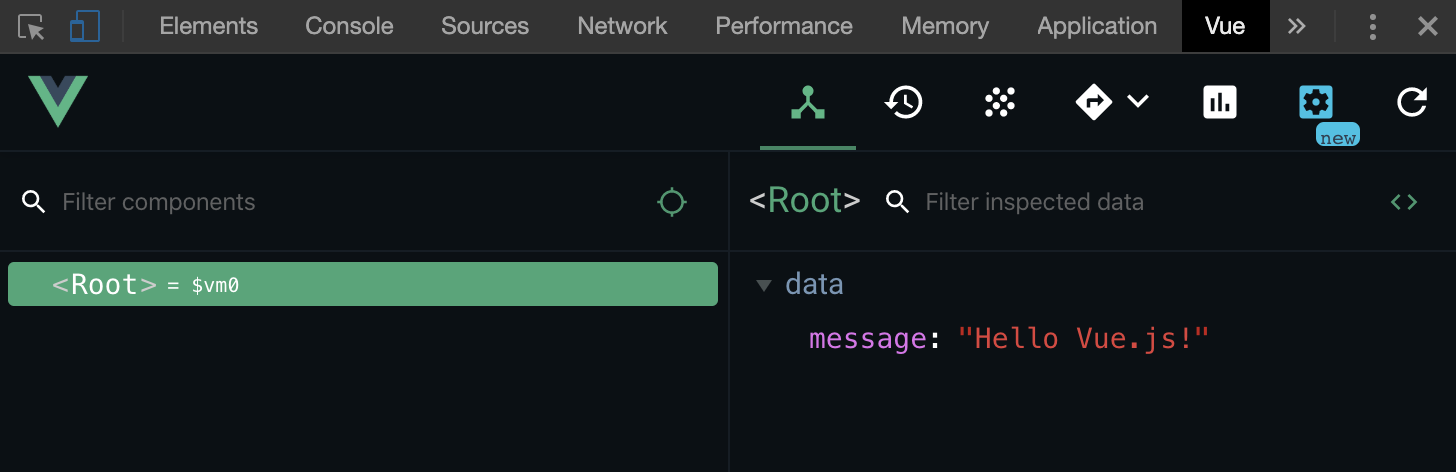 Elements Console Sources Network Performance Memory Application Vue
new
Filter components
<Root> Filter inspected data
<Root> = $vm0
data
message: "Hello Vue.js!"